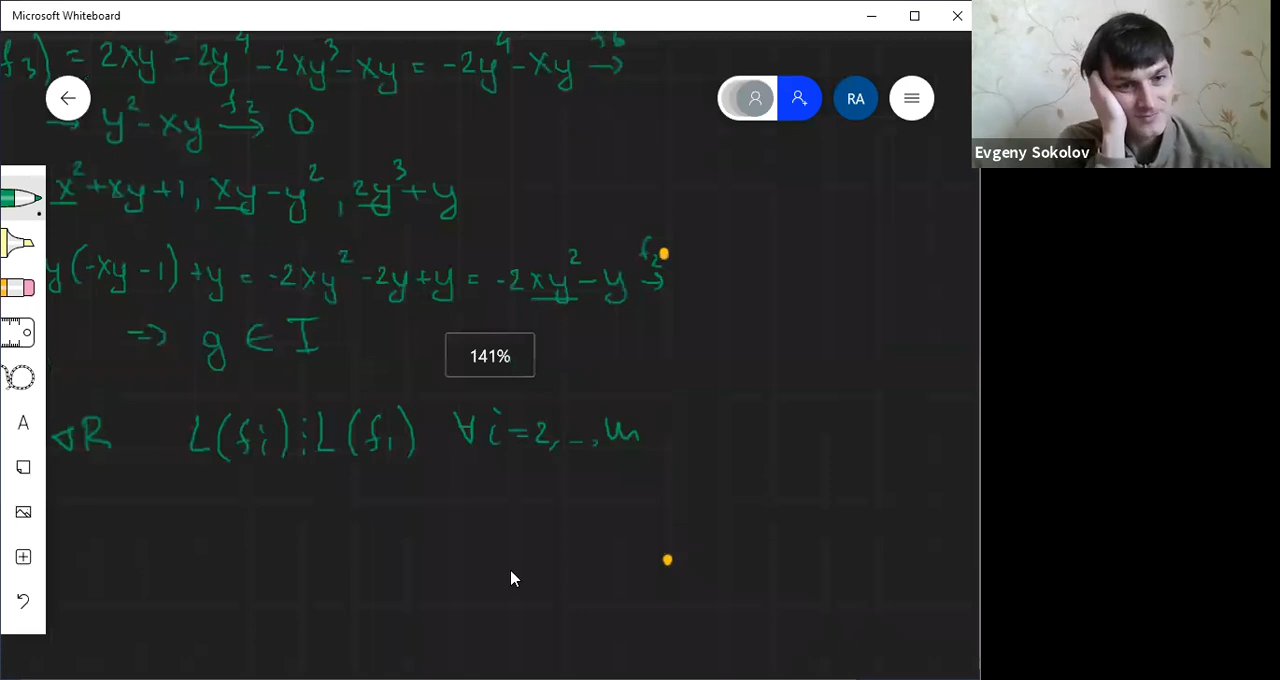 Microsoft Whiteboard
f₃) = 2xy³ - 2y⁴ - 2xy³ - xy = -2y⁴ - xy →
RA
→ y² - xy →^{f₂} 0
Evgeny Sokolov
x² + xy + 1, xy - y², 2y³ + y
y(-xy - 1) + y = -2xy² - 2y + y = -2xy² - y →^{f₂}
⇒ g ∈ I
141%
◁ R L(fᵢ) ⋮ L(f₁) ∀ i = 2, ..., m
A